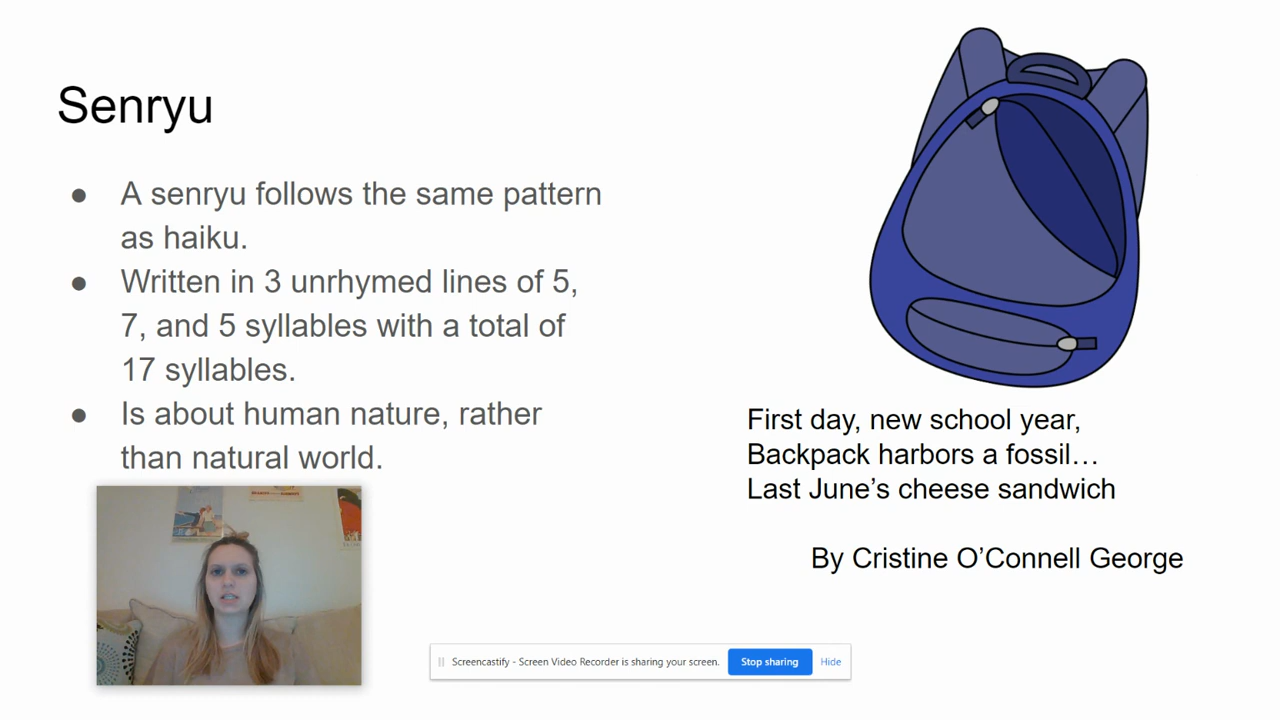 Senryu
● A senryu follows the same pattern
as haiku.
● Written in 3 unrhymed lines of 5,
7, and 5 syllables with a total of
17 syllables.
● Is about human nature, rather
than natural world.
First day, new school year,
Backpack harbors a fossil…
Last June’s cheese sandwich
By Cristine O’Connell George
Screencastify - Screen Video Recorder is sharing your screen.
Stop sharing
Hide